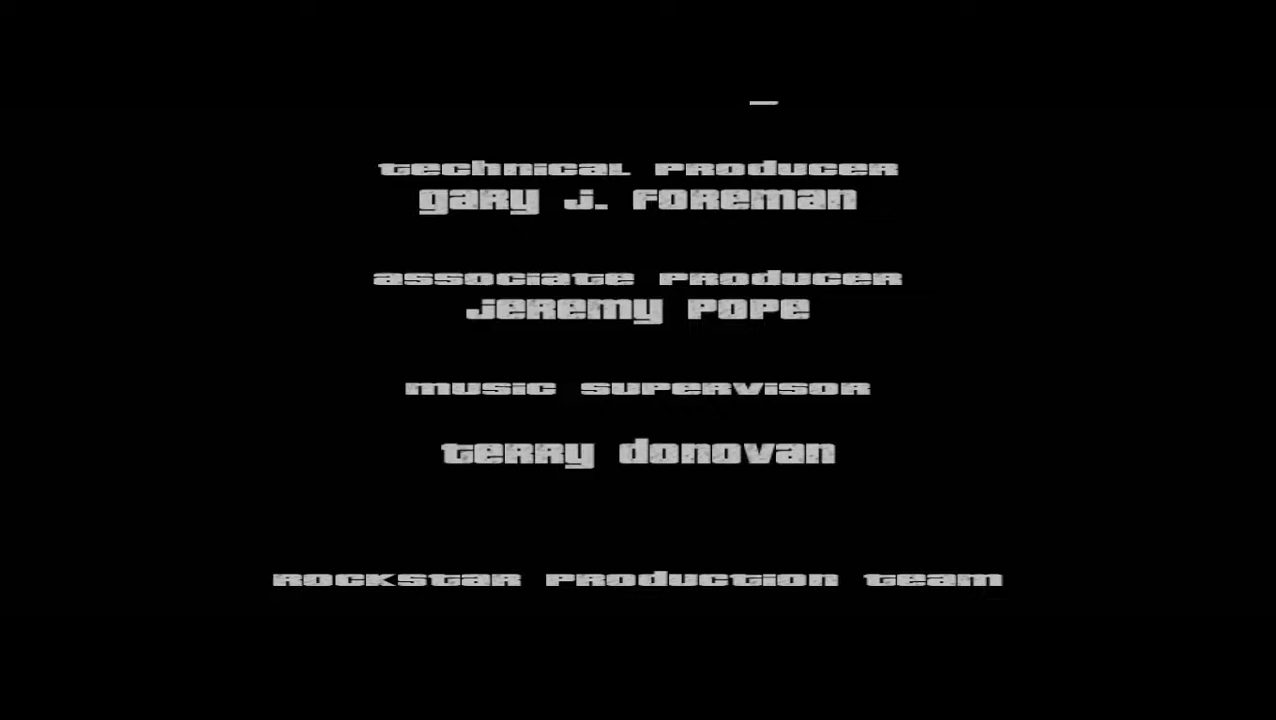 technical producer
gary j. foreman
associate producer
jeremy pope
music supervisor
terry donovan
rockstar production team